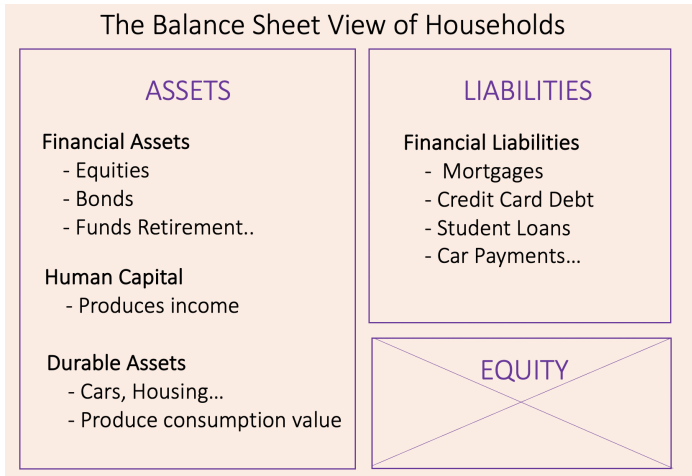 The Balance Sheet View of Households
ASSETS
Financial Assets
- Equities
- Bonds
- Funds Retirement..
Human Capital
- Produces income
Durable Assets
- Cars, Housing...
- Produce consumption value
LIABILITIES
Financial Liabilities
- Mortgages
- Credit Card Debt
- Student Loans
- Car Payments...
EQUITY